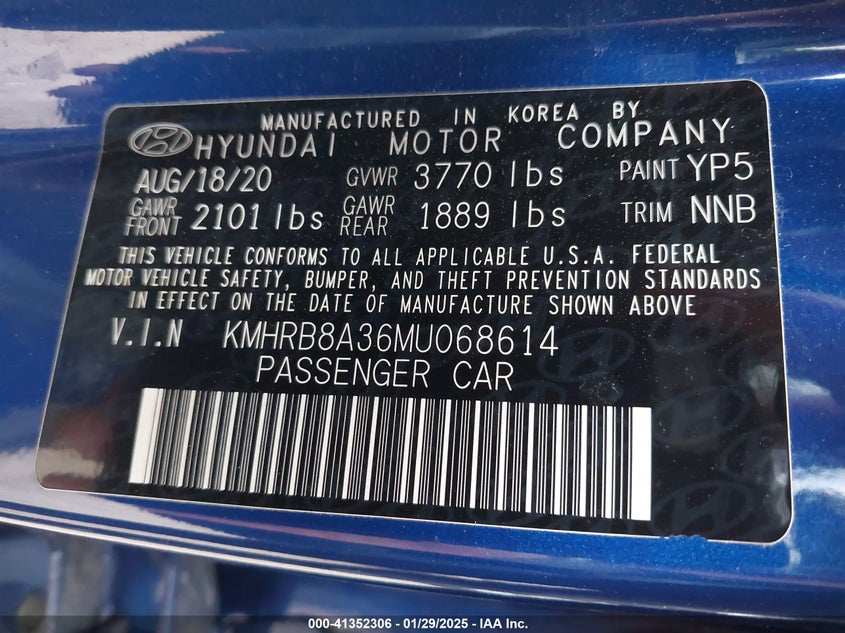 MANUFACTURED IN KOREA BY
HYUNDAI MOTOR COMPANY
AUG/18/20 GVWR 3770 lbs PAINT YP5
GAWR FRONT 2101 lbs GAWR REAR 1889 lbs TRIM NNB
THIS VEHICLE CONFORMS TO ALL APPLICABLE U.S.A. FEDERAL
MOTOR VEHICLE SAFETY, BUMPER, AND THEFT PREVENTION STANDARDS
IN EFFECT ON THE DATE OF MANUFACTURE SHOWN ABOVE
V.I.N KMHRB8A36MU068614
PASSENGER CAR
000-41352306 - 01/29/2025 - IAA Inc.